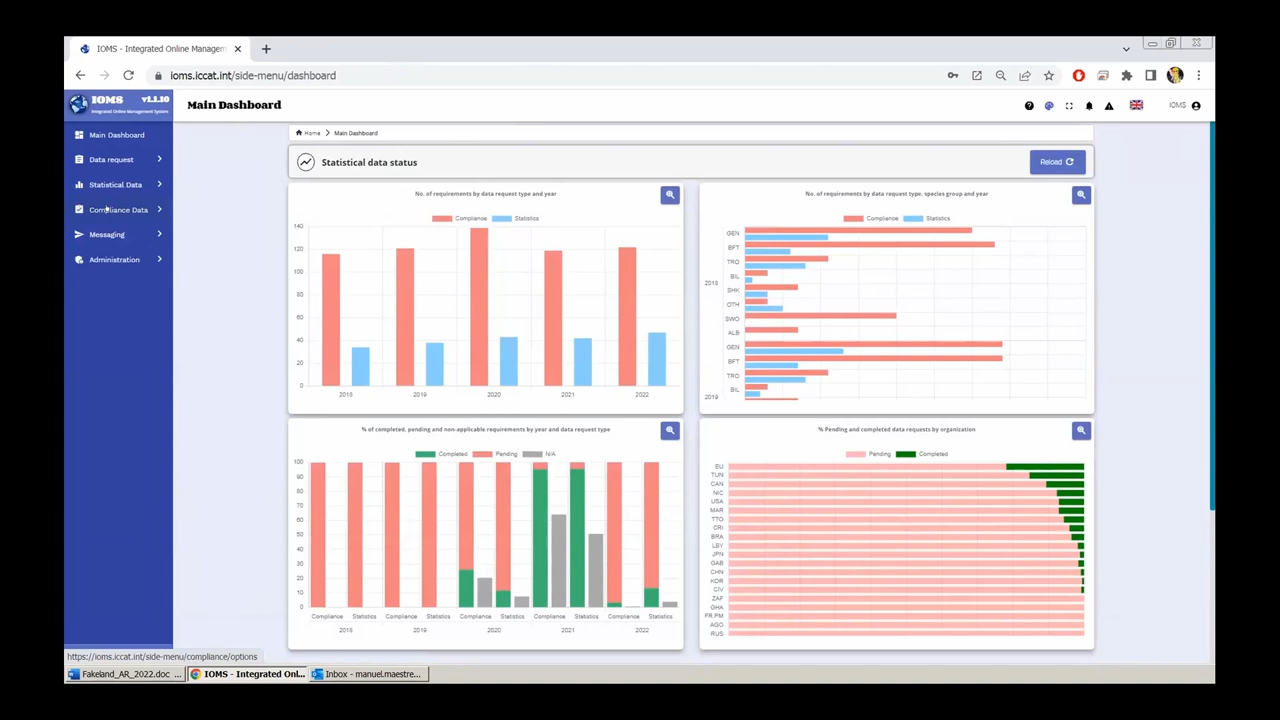 IOMS - Integrated Online Managem
ioms.iccat.int/side-menu/dashboard
IOMS v1.1.10
Integrated Online Management System
Main Dashboard
IOMS
Main Dashboard
Data request
Statistical Data
Compliance Data
Messaging
Administration
Home > Main Dashboard
Statistical data status
Reload
No. of requirements by data request type and year
Compliance Statistics
140
120
100
80
60
40
20
0
2018 2019 2020 2021 2022
No. of requirements by data request type, species group and year
Compliance Statistics
GEN
BFT
TRO
BIL
2018
SHK
OTH
SWO
ALB
GEN
BFT
TRO
BIL
2019
% of completed, pending and non-applicable requirements by year and data request type
Completed Pending N/A
100
90
80
70
60
50
40
30
20
10
0
Compliance Statistics Compliance Statistics Compliance Statistics Compliance Statistics Compliance Statistics
2018 2019 2020 2021 2022
% Pending and completed data requests by organization
Pending Completed
EU
TUN
CAN
NIC
USA
MAR
TTO
CRI
BRA
LBY
JPN
GAB
CHN
KOR
CIV
ZAF
GHA
FR.PM
AGO
RUS
https://ioms.iccat.int/side-menu/compliance/options
Fakeland_AR_2022.doc ...
IOMS - Integrated Onl...
Inbox - manuel.maestre...